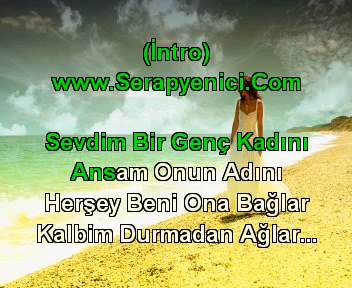 (İntro)
www.Serapyenici.Com
Sevdim Bir Genç Kadını
Ansam Onun Adını
Herşey Beni Ona Bağlar
Kalbim Durmadan Ağlar...